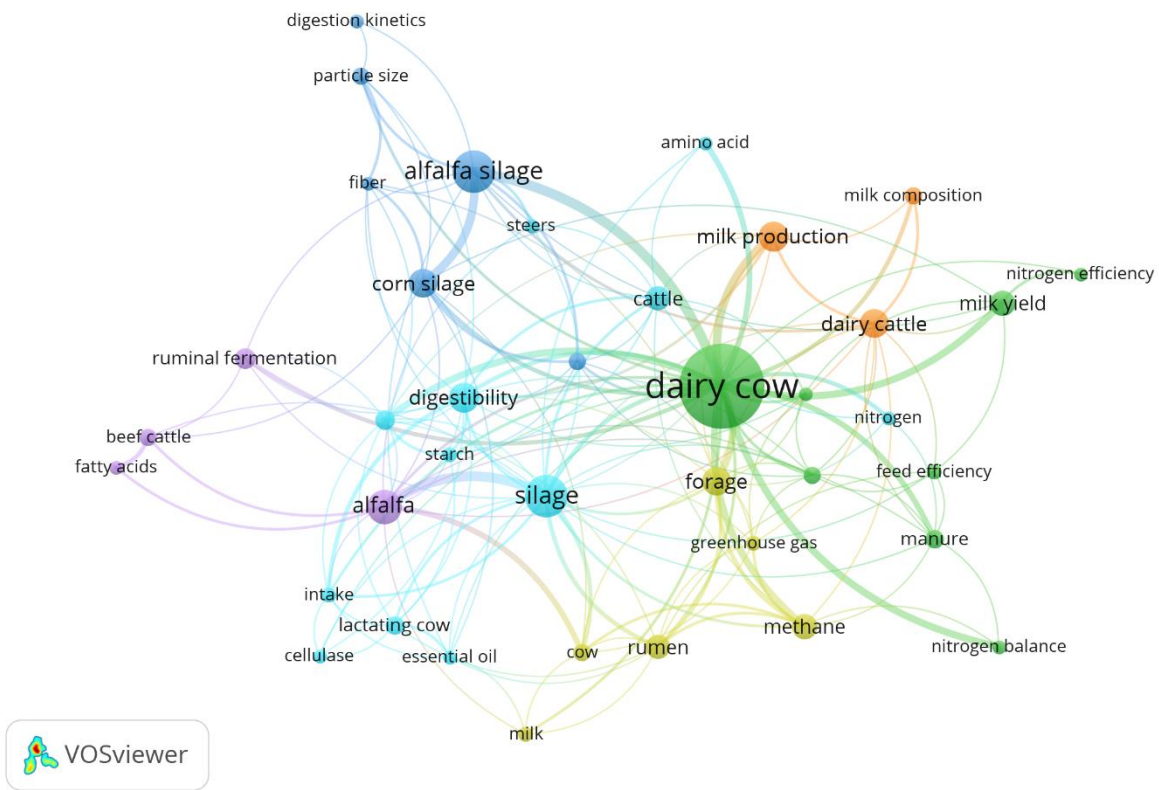 digestion kinetics
particle size
amino acid
alfalfa silage
fiber
milk composition
steers
milk production
nitrogen efficiency
corn silage
cattle
milk yield
dairy cattle
ruminal fermentation
dairy cow
digestibility
nitrogen
beef cattle
starch
fatty acids
feed efficiency
forage
silage
alfalfa
manure
greenhouse gas
intake
lactating cow
methane
cellulase
essential oil
cow
rumen
nitrogen balance
milk
VOSviewer